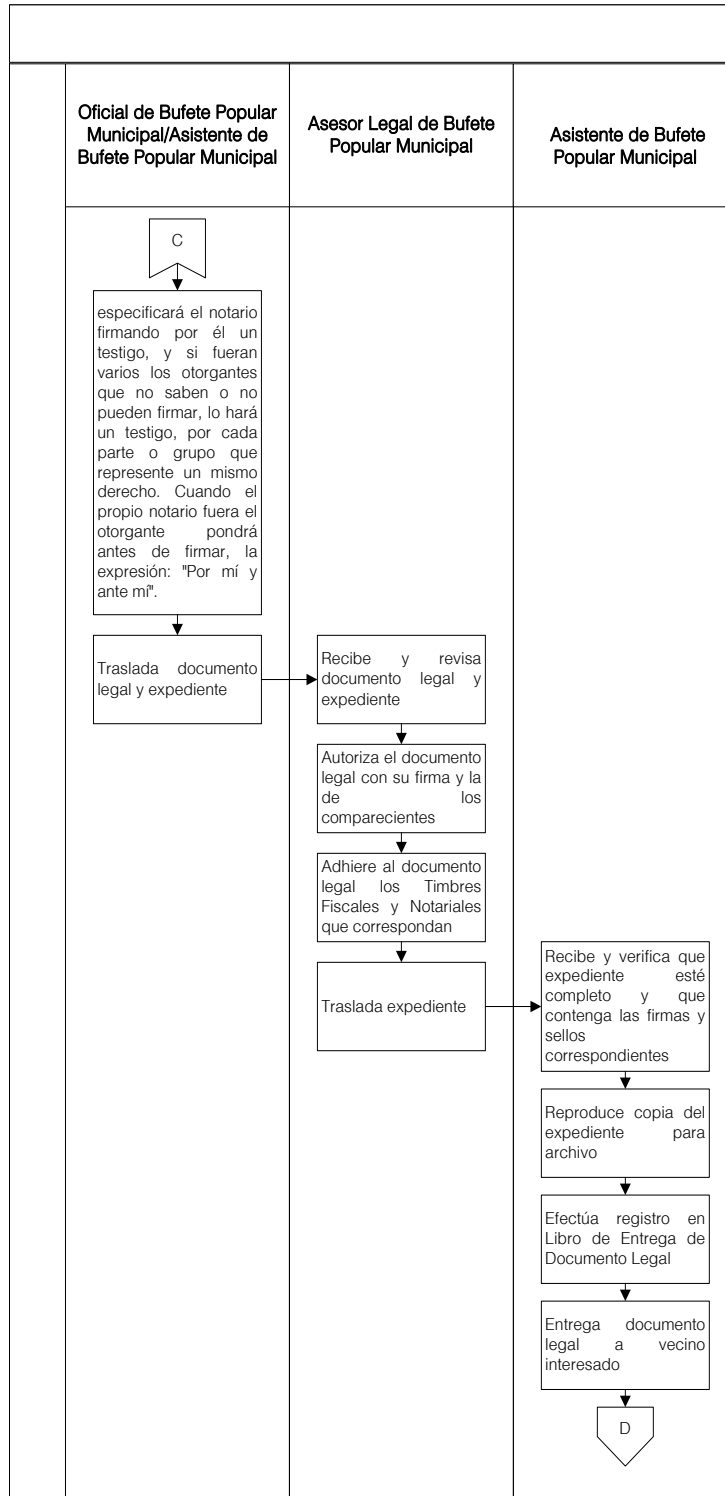 Oficial de Bufete Popular
Municipal/Asistente de
Bufete Popular Municipal
Asesor Legal de Bufete
Popular Municipal
Asistente de Bufete
Popular Municipal
C
especificará el notario
firmando por él un
testigo, y si fueran
varios los otorgantes
que no saben o no
pueden firmar, lo hará
un testigo, por cada
parte o grupo que
represente un mismo
derecho. Cuando el
propio notario fuera el
otorgante pondrá
antes de firmar, la
expresión: "Por mí y
ante mí".
Traslada documento
legal y expediente
Recibe y revisa
documento legal y
expediente
Autoriza el documento
legal con su firma y la
de los
comparecientes
Adhiere al documento
legal los Timbres
Fiscales y Notariales
que correspondan
Traslada expediente
Recibe y verifica que
expediente esté
completo y que
contenga las firmas y
sellos
correspondientes
Reproduce copia del
expediente para
archivo
Efectúa registro en
Libro de Entrega de
Documento Legal
Entrega documento
legal a vecino
interesado
D